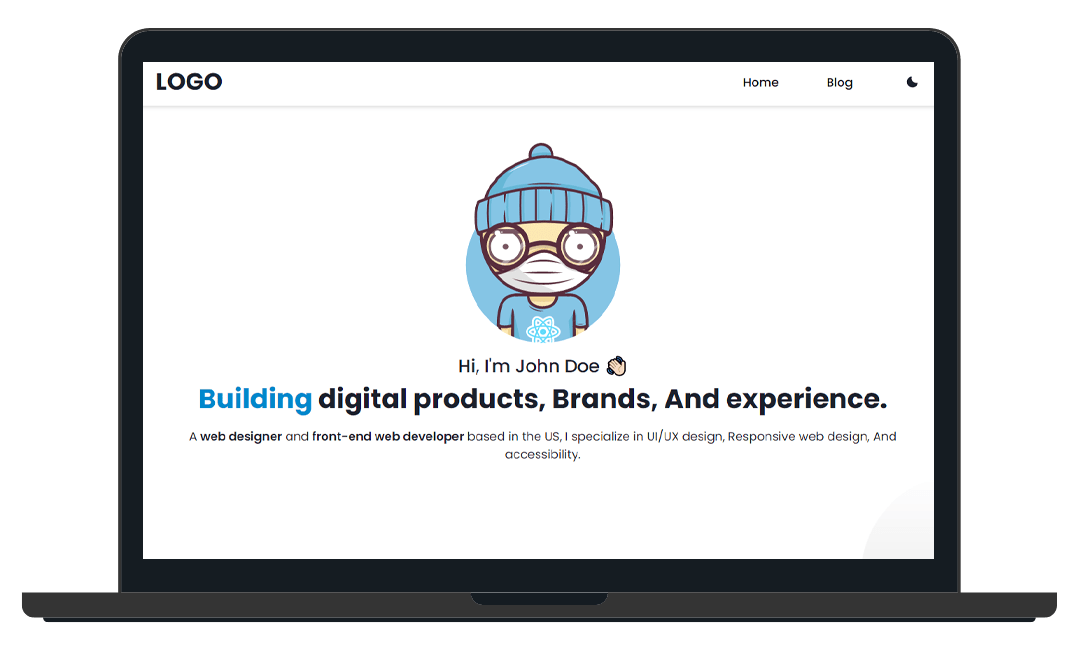 LOGO
Home
Blog
Hi, I'm John Doe 👋🏻
Building digital products, Brands, And experience.
A web designer and front-end web developer based in the US, I specialize in UI/UX design, Responsive web design, And
accessibility.